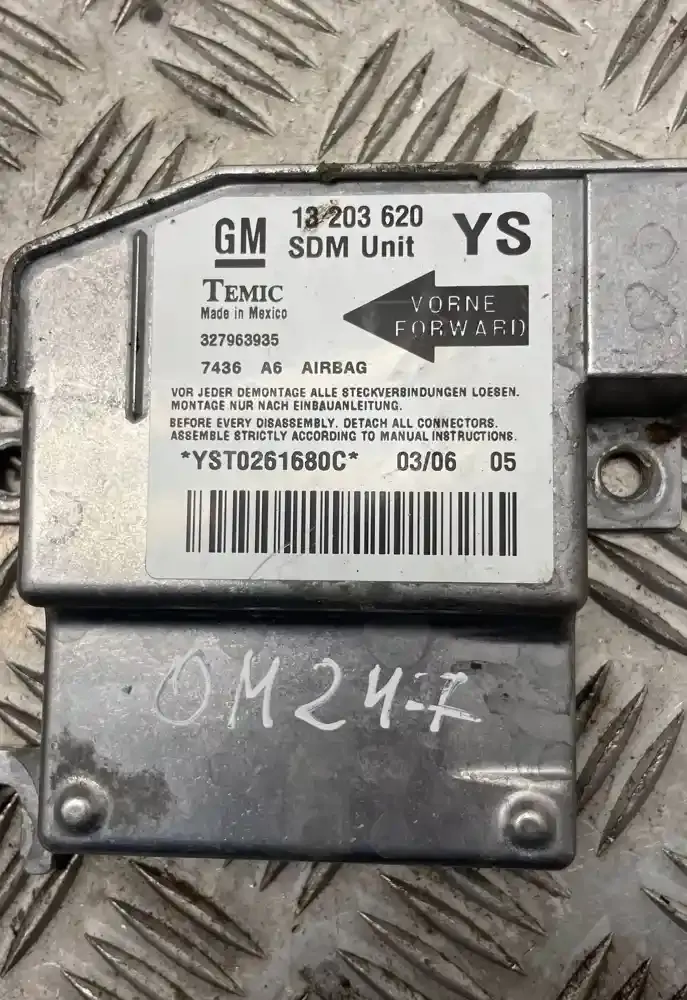 GM 13 203 620 YS
SDM Unit
TEMIC
Made in Mexico
327963935
VORNE
FORWARD
7436 A6 AIRBAG
VOR JEDER DEMONTAGE ALLE STECKVERBINDUNGEN LOESEN.
MONTAGE NUR NACH EINBAUANLEITUNG.
BEFORE EVERY DISASSEMBLY. DETACH ALL CONNECTORS.
ASSEMBLE STRICTLY ACCORDING TO MANUAL INSTRUCTIONS.
*YST0261680C* 03/06 05
OM24-7